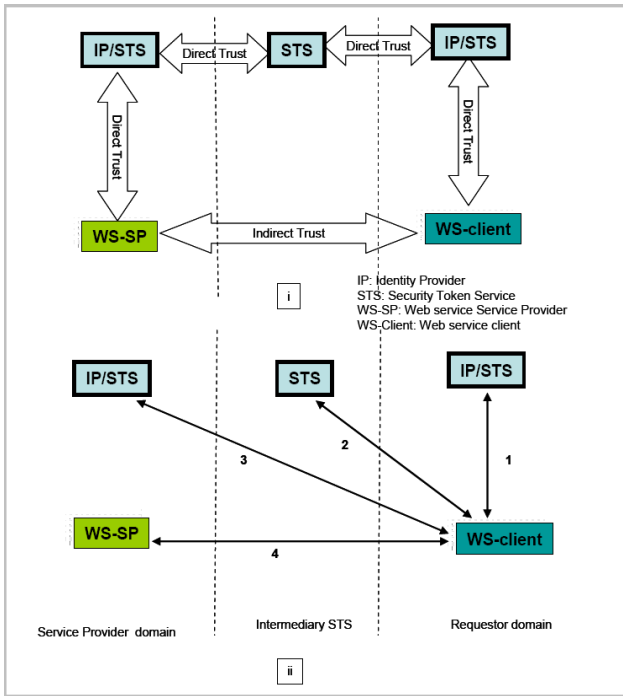 IP/STS
Direct Trust
STS
Direct Trust
IP/STS
Direct Trust
Direct Trust
WS-SP
Indirect Trust
WS-client
i
IP: Identity Provider
STS: Security Token Service
WS-SP: Web service Service Provider
WS-Client: Web service client
IP/STS
STS
IP/STS
3
2
1
WS-SP
4
WS-client
Service Provider domain
Intermediary STS
Requestor domain
ii